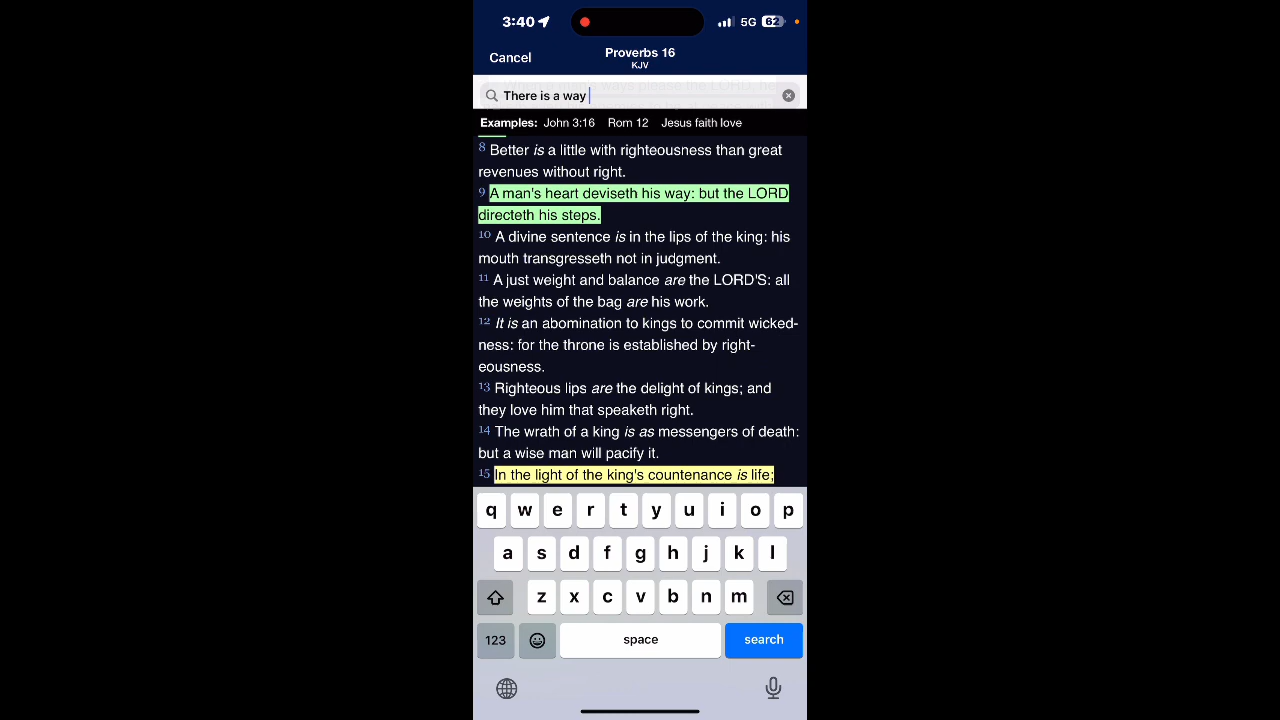 3:40 5G 62
Cancel Proverbs 16
KJV
There is a way
Examples: John 3:16 Rom 12 Jesus faith love
8 Better is a little with righteousness than great
revenues without right.
9 A man's heart deviseth his way: but the LORD
directeth his steps.
10 A divine sentence is in the lips of the king: his
mouth transgresseth not in judgment.
11 A just weight and balance are the LORD'S: all
the weights of the bag are his work.
12 It is an abomination to kings to commit wicked-
ness: for the throne is established by right-
eousness.
13 Righteous lips are the delight of kings; and
they love him that speaketh right.
14 The wrath of a king is as messengers of death:
but a wise man will pacify it.
15 In the light of the king's countenance is life;
q w e r t y u i o p
a s d f g h j k l
z x c v b n m
123 space search